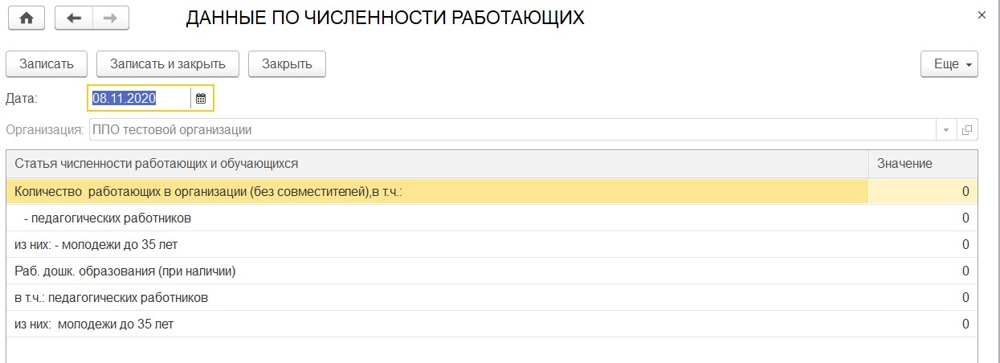 ДАННЫЕ ПО ЧИСЛЕННОСТИ РАБОТАЮЩИХ
Записать Записать и закрыть Закрыть Еще
Дата: 08.11.2020
Организация: ППО тестовой организации
Статья численности работающих и обучающихся Значение
Количество  работающих в организации (без совместителей),в т.ч.: 0
- педагогических работников 0
из них: - молодежи до 35 лет 0
Раб. дошк. образования (при наличии) 0
в т.ч.: педагогических работников 0
из них:  молодежи до 35 лет 0